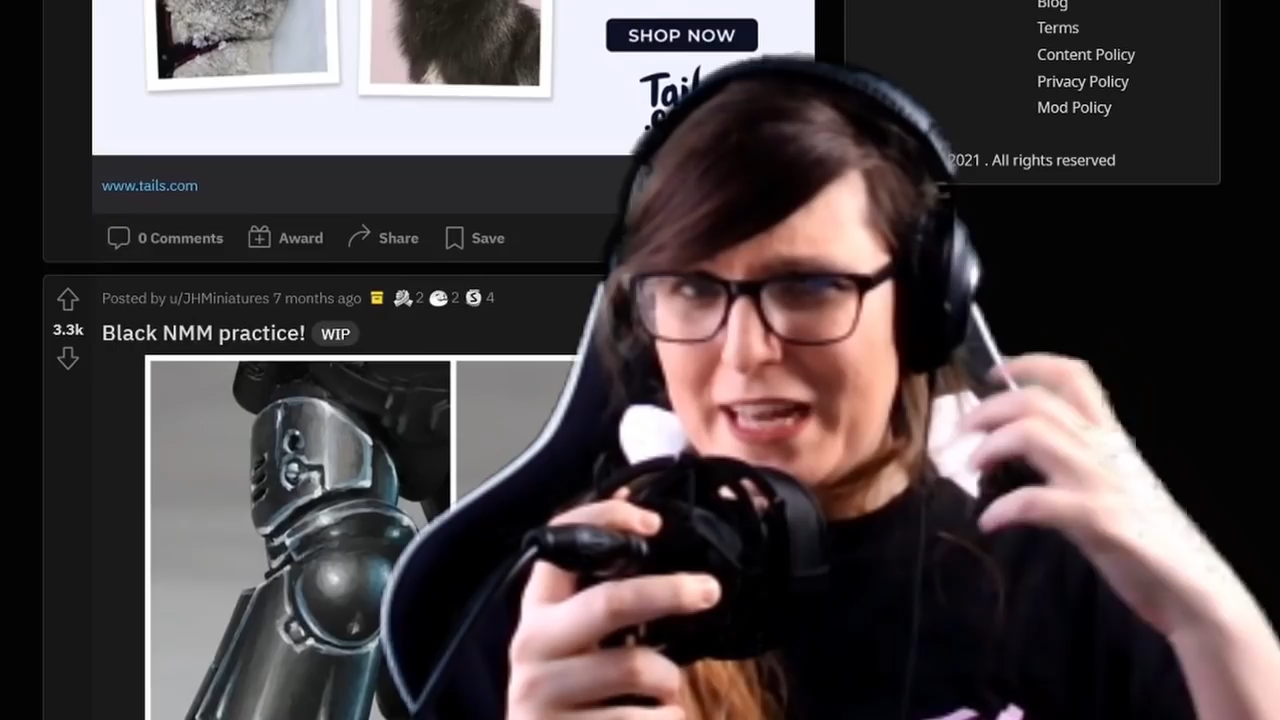 SHOP NOW
www.tails.com
0 Comments Award Share Save
Posted by u/JHMiniatures 7 months ago 2 2 4
3.3k
Black NMM practice! WIP
Blog
Terms
Content Policy
Privacy Policy
Mod Policy
2021 . All rights reserved